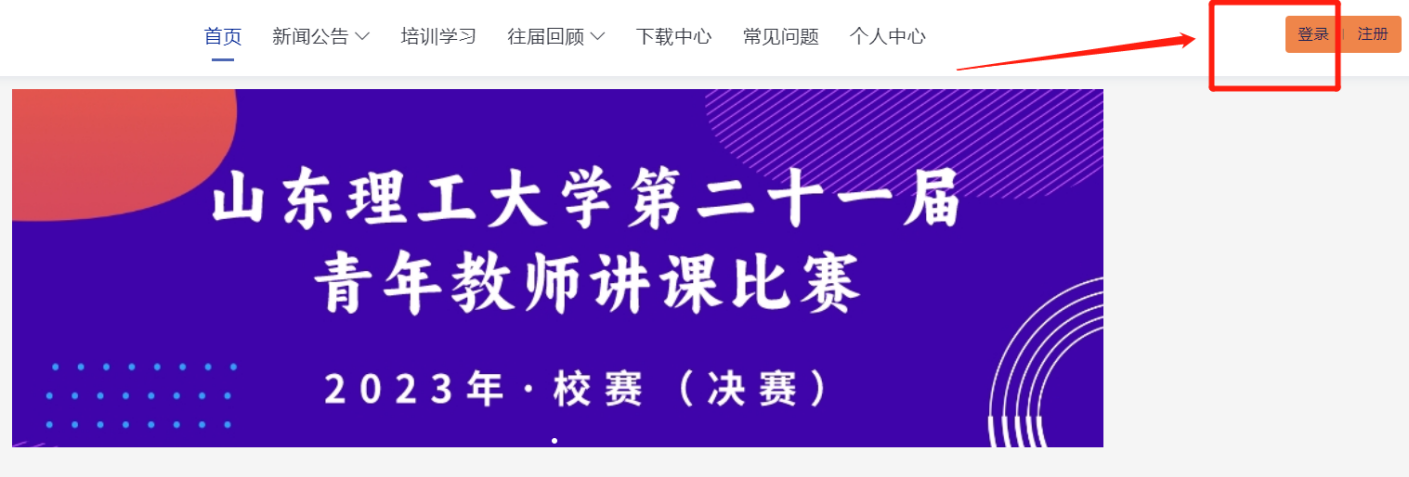 首页 新闻公告 培训学习 往届回顾 下载中心 常见问题 个人中心 登录 | 注册
山东理工大学第二十一届
青年教师讲课比赛
2023年·校赛（决赛）